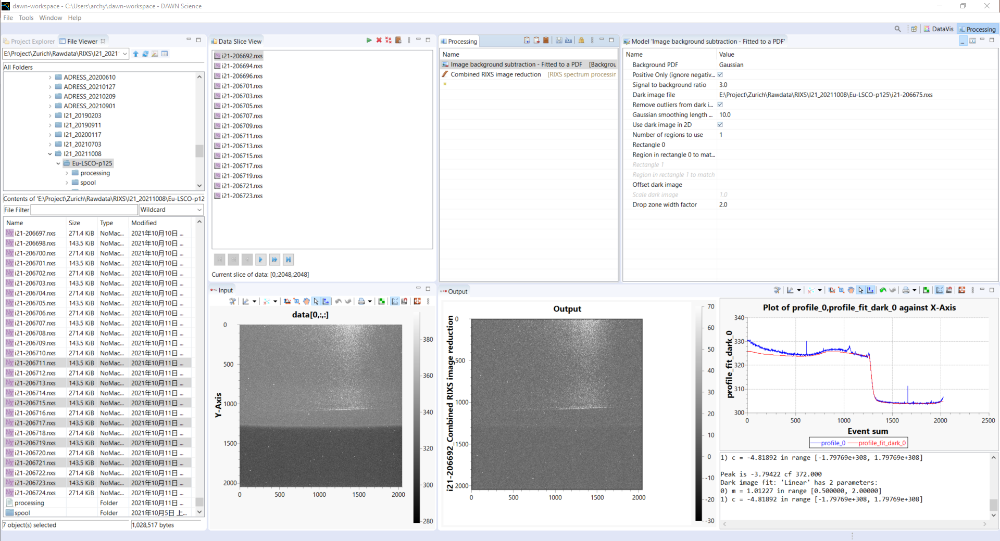 dawn-workspace - C:\Users\archy\dawn-workspace - DAWN Science
File Tools Window Help
DataVis Processing
Project Explorer File Viewer
E:\Project\Zurich\Rawdata\RIXS\I21_2021
All Folders
ADRESS_20200610
ADRESS_20210127
ADRESS_20210209
ADRESS_20210901
I21_20190203
I21_20190911
I21_20200117
I21_20210703
I21_20211008
Eu-LSCO-p125
processing
spool
Contents of 'E:\Project\Zurich\Rawdata\RIXS\I21_20211008\Eu-LSCO-p12
File Filter Wildcard
Name Size Type Modified
i21-206697.nxs 271.4 KiB NoMac... 2021年10月10日 ...
i21-206698.nxs 143.5 KiB NoMac... 2021年10月10日 ...
i21-206700.nxs 271.4 KiB NoMac... 2021年10月10日 ...
i21-206701.nxs 143.5 KiB NoMac... 2021年10月10日 ...
i21-206702.nxs 271.4 KiB NoMac... 2021年10月10日 ...
i21-206703.nxs 143.5 KiB NoMac... 2021年10月10日 ...
i21-206704.nxs 271.4 KiB NoMac... 2021年10月10日 ...
i21-206705.nxs 143.5 KiB NoMac... 2021年10月10日 ...
i21-206706.nxs 271.4 KiB NoMac... 2021年10月10日 ...
i21-206707.nxs 143.5 KiB NoMac... 2021年10月11日 ...
i21-206708.nxs 271.4 KiB NoMac... 2021年10月11日 ...
i21-206709.nxs 143.5 KiB NoMac... 2021年10月11日 ...
i21-206710.nxs 271.4 KiB NoMac... 2021年10月11日 ...
i21-206711.nxs 143.5 KiB NoMac... 2021年10月11日 ...
i21-206712.nxs 271.4 KiB NoMac... 2021年10月11日 ...
i21-206713.nxs 143.5 KiB NoMac... 2021年10月11日 ...
i21-206714.nxs 271.4 KiB NoMac... 2021年10月11日 ...
i21-206715.nxs 143.5 KiB NoMac... 2021年10月11日 ...
i21-206716.nxs 271.4 KiB NoMac... 2021年10月11日 ...
i21-206717.nxs 143.5 KiB NoMac... 2021年10月11日 ...
i21-206718.nxs 271.4 KiB NoMac... 2021年10月11日 ...
i21-206719.nxs 143.5 KiB NoMac... 2021年10月11日 ...
i21-206720.nxs 271.4 KiB NoMac... 2021年10月11日 ...
i21-206721.nxs 143.5 KiB NoMac... 2021年10月11日 ...
i21-206722.nxs 271.4 KiB NoMac... 2021年10月11日 ...
i21-206723.nxs 143.5 KiB NoMac... 2021年10月11日 ...
i21-206724.nxs 271.4 KiB NoMac... 2021年10月11日 ...
processing Folder 2021年10月11日 ...
spool Folder 2021年10月5日 上...
7 object(s) selected 1,028,517 bytes
Data Slice View
i21-206692.nxs
i21-206694.nxs
i21-206696.nxs
i21-206701.nxs
i21-206703.nxs
i21-206705.nxs
i21-206707.nxs
i21-206709.nxs
i21-206711.nxs
i21-206713.nxs
i21-206715.nxs
i21-206717.nxs
i21-206719.nxs
i21-206721.nxs
i21-206723.nxs
Current slice of data: [0,:2048,:2048]
Processing
Name
Image background subtraction - Fitted to a PDF [Backgrou
Combined RIXS image reduction [RIXS spectrum processin
Model 'Image background subtraction - Fitted to a PDF'
Name Value
Background PDF Gaussian
Positive Only (ignore negativ...
Signal to background ratio 3.0
Dark image file E:\Project\Zurich\Rawdata\RIXS\I21_20211008\Eu-LSCO-p125\i21-206675.nxs
Remove outliers from dark i...
Gaussian smoothing length ... 10.0
Use dark image in 2D
Number of regions to use 1
Rectangle 0
Region in rectangle 0 to mat...
Rectangle 1
Region in rectangle 1 to match
Offset dark image
Scale dark image 1.0
Drop zone width factor 2.0
Input
data[0,:,:]
Y-Axis
0
500
1000
1500
2000
0 500 1000 1500 2000
380
360
340
320
300
280
Output
Output
i21-206692_Combined RIXS image reduction
0
500
1000
1500
2000
0 500 1000 1500 2000
70
60
50
40
30
20
10
0
-10
-20
-30
Plot of profile_0,profile_fit_dark_0 against X-Axis
profile_fit_dark_0
340
330
320
310
300
0 500 1000 1500 2000 2500
Event sum
profile_0 profile_fit_dark_0
1) c = -4.81892 in range [-1.79769e+308, 1.79769e+308]
Peak is -3.79422 cf 372.000
Dark image fit: 'Linear' has 2 parameters:
0) m = 1.01227 in range [0.500000, 2.00000]
1) c = -4.81892 in range [-1.79769e+308, 1.79769e+308]